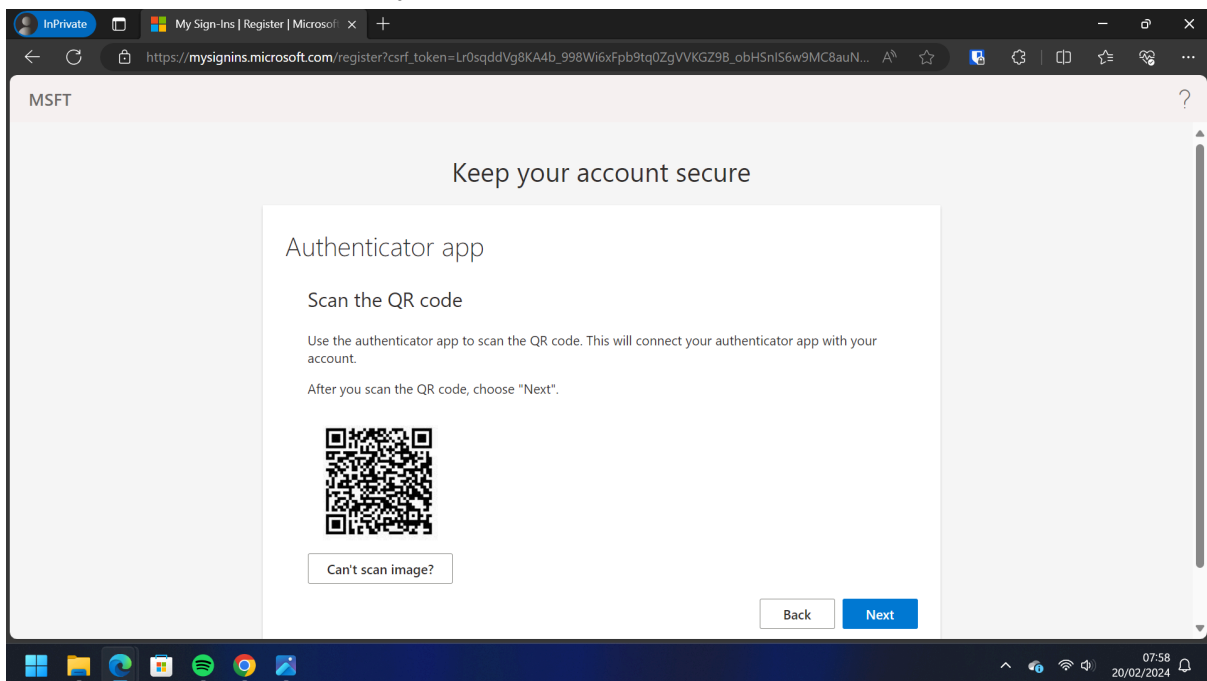 InPrivate
My Sign-Ins | Register | Microsoft
https://mysignins.microsoft.com/register?csrf_token=Lr0sqddVg8KA4b_998Wi6xFpb9tq0ZgVVKGZ9B_obHSnIS6w9MC8auN...
MSFT
?
Keep your account secure
Authenticator app
Scan the QR code
Use the authenticator app to scan the QR code. This will connect your authenticator app with your
account.
After you scan the QR code, choose "Next".
Can't scan image?
Back
Next
07:58
20/02/2024